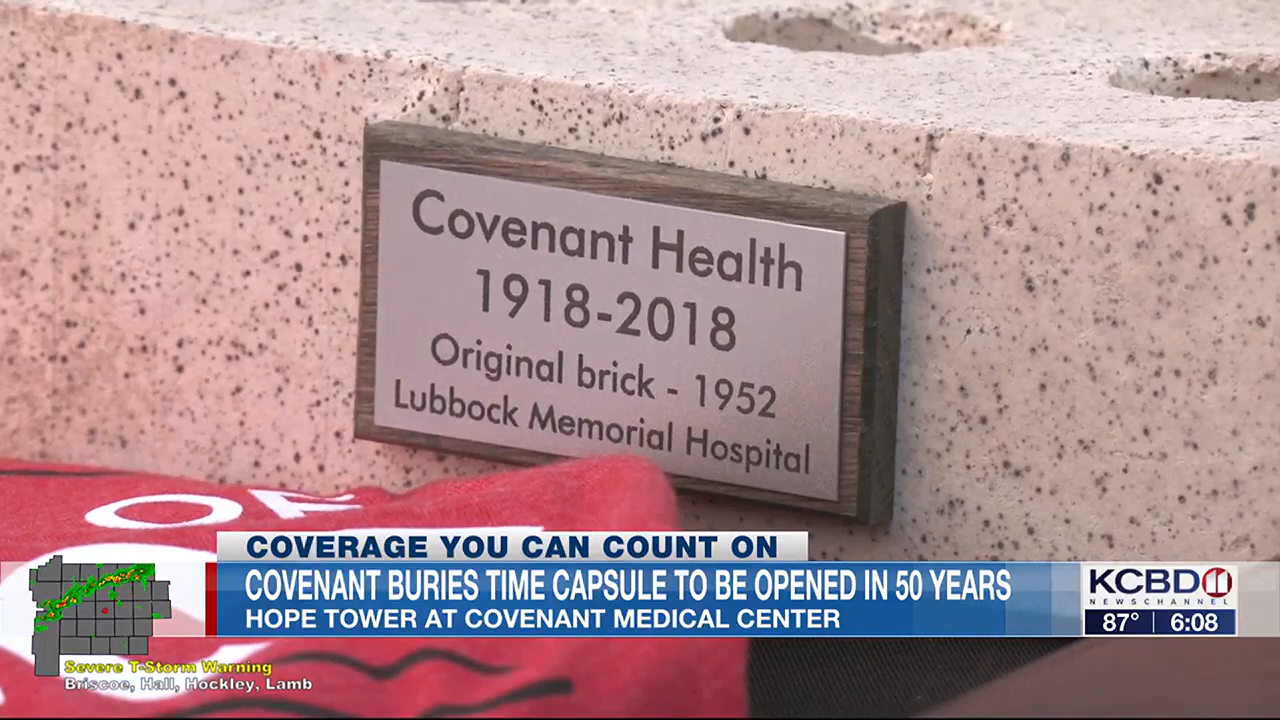 Covenant Health
1918-2018
Original brick - 1952
Lubbock Memorial Hospital
COVERAGE YOU CAN COUNT ON
COVENANT BURIES TIME CAPSULE TO BE OPENED IN 50 YEARS
HOPE TOWER AT COVENANT MEDICAL CENTER
KCBD 11
NEWSCHANNEL
87° | 6:08
Severe T-Storm Warning
Briscoe, Hall, Hockley, Lamb